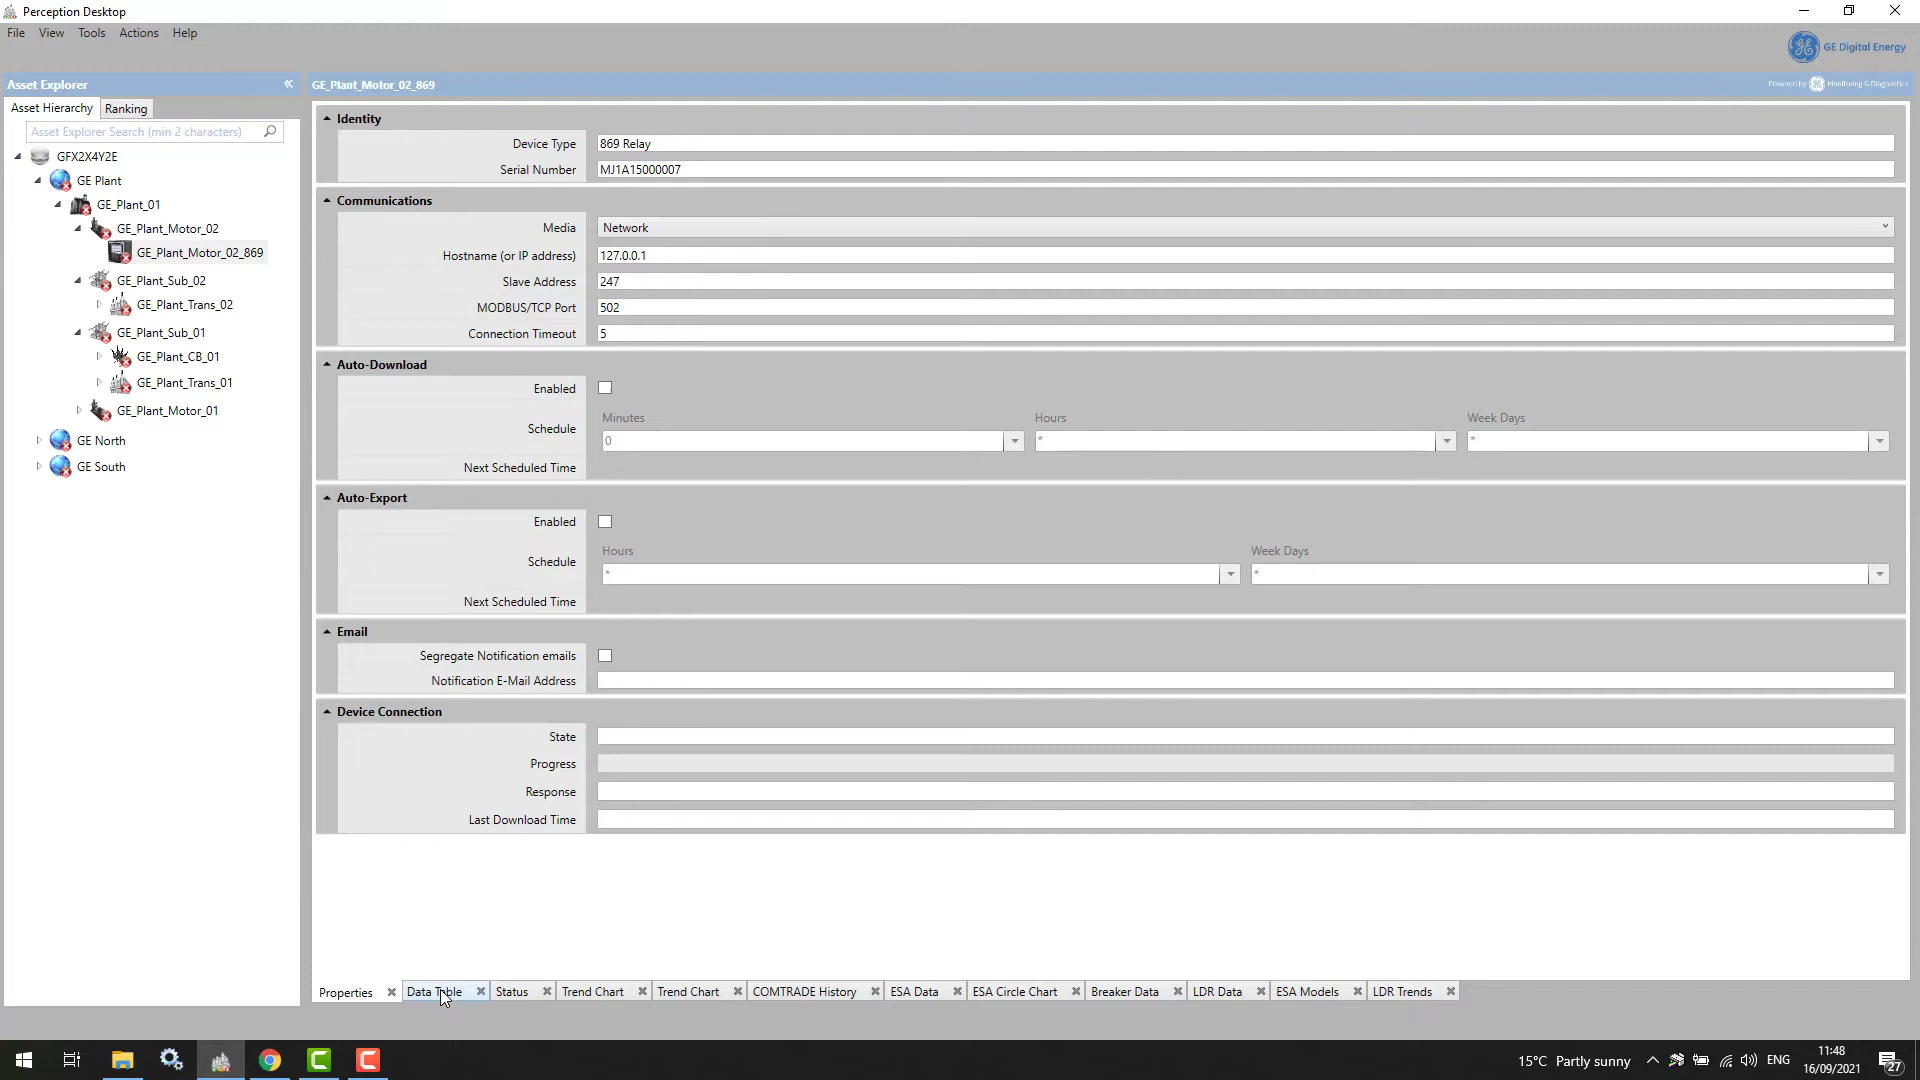 Perception Desktop
File View Tools Actions Help
GE Digital Energy
Asset Explorer
GE_Plant_Motor_02_869
Powered by Monitoring & Diagnostics
Asset Hierarchy Ranking
Asset Explorer Search (min 2 characters)
GFX2X4Y2E
GE Plant
GE_Plant_01
GE_Plant_Motor_02
GE_Plant_Motor_02_869
GE_Plant_Sub_02
GE_Plant_Trans_02
GE_Plant_Sub_01
GE_Plant_CB_01
GE_Plant_Trans_01
GE_Plant_Motor_01
GE North
GE South
Identity
Device Type 869 Relay
Serial Number MJ1A15000007
Communications
Media Network
Hostname (or IP address) 127.0.0.1
Slave Address 247
MODBUS/TCP Port 502
Connection Timeout 5
Auto-Download
Enabled
Minutes Hours Week Days
Schedule
0 * *
Next Scheduled Time
Auto-Export
Enabled
Hours Week Days
Schedule
* *
Next Scheduled Time
Email
Segregate Notification emails
Notification E-Mail Address
Device Connection
State
Progress
Response
Last Download Time
Properties Data Table Status Trend Chart Trend Chart COMTRADE History ESA Data ESA Circle Chart Breaker Data LDR Data ESA Models LDR Trends
15°C Partly sunny ENG 11:48
16/09/2021
27